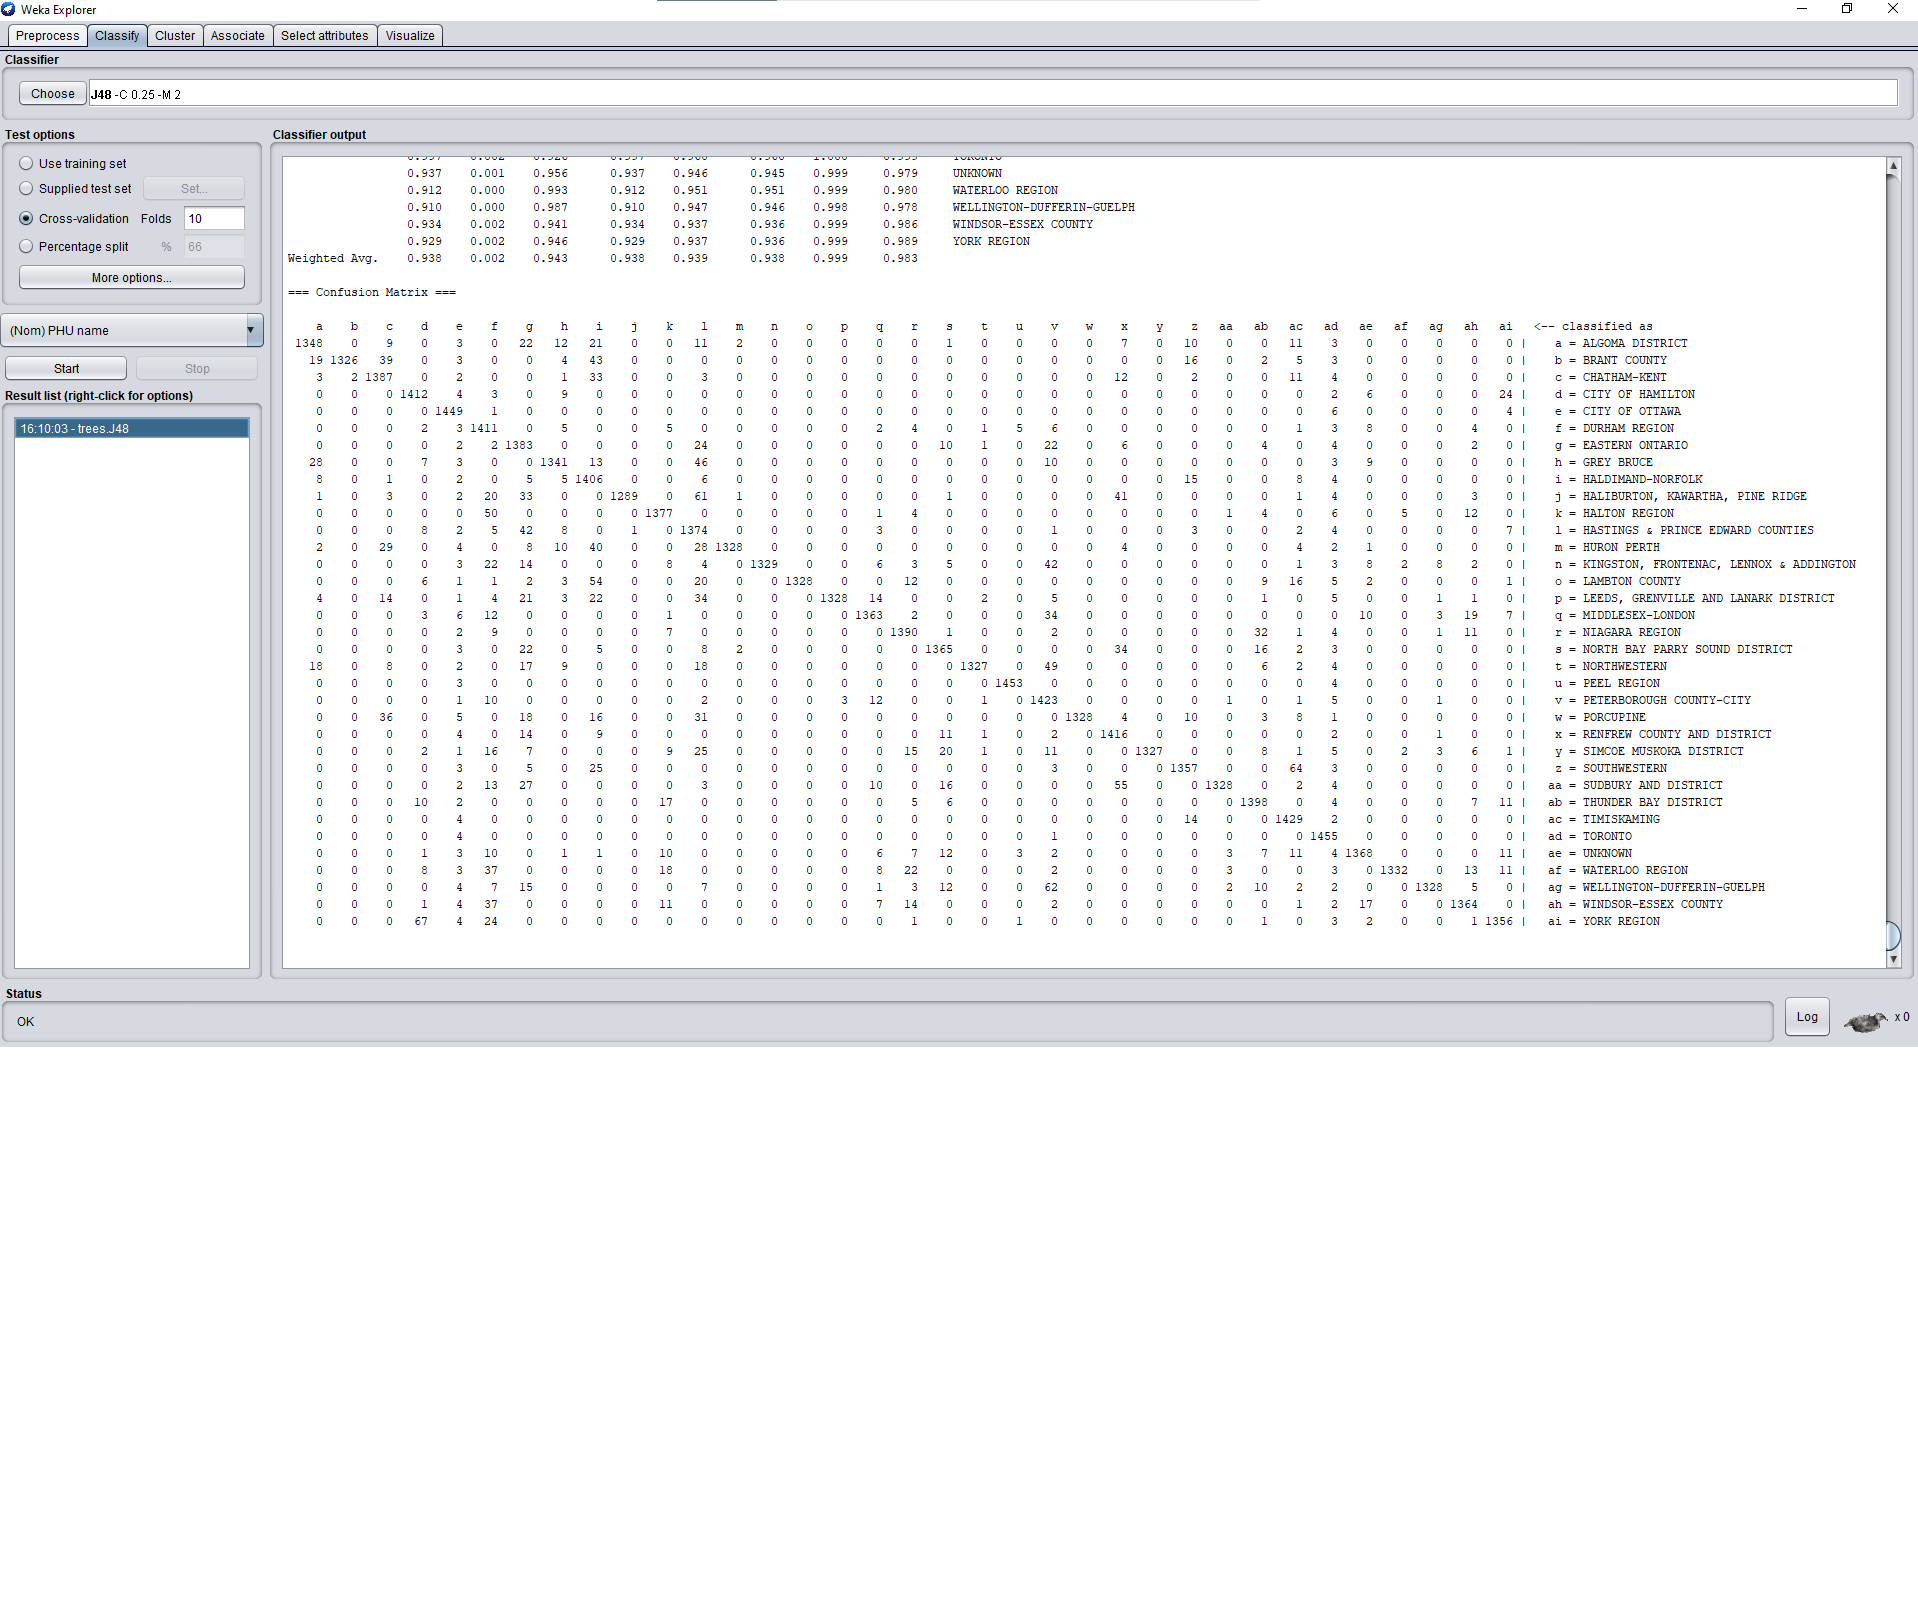 Weka Explorer
Preprocess Classify Cluster Associate Select attributes Visualize
Classifier
Choose J48 -C 0.25 -M 2
Test options
Use training set
Supplied test set Set...
Cross-validation Folds 10
Percentage split % 66
More options...
(Nom) PHU name
Start Stop
Result list (right-click for options)
16:10:03 - trees.J48
Classifier output
0.937 0.001 0.956 0.937 0.946 0.945 0.999 0.979 UNKNOWN
0.912 0.000 0.993 0.912 0.951 0.951 0.999 0.980 WATERLOO REGION
0.910 0.000 0.987 0.910 0.947 0.946 0.998 0.978 WELLINGTON-DUFFERIN-GUELPH
0.934 0.002 0.941 0.934 0.937 0.936 0.999 0.986 WINDSOR-ESSEX COUNTY
0.929 0.002 0.946 0.929 0.937 0.936 0.999 0.989 YORK REGION
Weighted Avg. 0.938 0.002 0.943 0.938 0.939 0.938 0.999 0.983
=== Confusion Matrix ===
a b c d e f g h i j k l m n o p q r s t u v w x y z aa ab ac ad ae af ag ah ai <-- classified as
1348 0 9 0 3 0 22 12 21 0 0 11 2 0 0 0 0 0 1 0 0 0 0 7 0 10 0 0 11 3 0 0 0 0 0 | a = ALGOMA DISTRICT
19 1326 39 0 3 0 0 4 43 0 0 0 0 0 0 0 0 0 0 0 0 0 0 0 0 16 0 2 5 3 0 0 0 0 0 | b = BRANT COUNTY
3 2 1387 0 2 0 0 1 33 0 0 3 0 0 0 0 0 0 0 0 0 0 0 12 0 2 0 0 11 4 0 0 0 0 0 | c = CHATHAM-KENT
0 0 0 1412 4 3 0 9 0 0 0 0 0 0 0 0 0 0 0 0 0 0 0 0 0 0 0 0 0 2 6 0 0 0 24 | d = CITY OF HAMILTON
0 0 0 0 1449 1 0 0 0 0 0 0 0 0 0 0 0 0 0 0 0 0 0 0 0 0 0 0 0 6 0 0 0 0 4 | e = CITY OF OTTAWA
0 0 0 2 3 1411 0 5 0 0 5 0 0 0 0 0 2 4 0 1 5 6 0 0 0 0 0 0 1 3 8 0 0 4 0 | f = DURHAM REGION
0 0 0 0 2 2 1383 0 0 0 0 24 0 0 0 0 0 0 10 1 0 22 0 6 0 0 0 4 0 4 0 0 0 2 0 | g = EASTERN ONTARIO
28 0 0 7 3 0 0 1341 13 0 0 46 0 0 0 0 0 0 0 0 0 10 0 0 0 0 0 0 0 3 9 0 0 0 0 | h = GREY BRUCE
8 0 1 0 2 0 5 5 1406 0 0 6 0 0 0 0 0 0 0 0 0 0 0 0 0 15 0 0 8 4 0 0 0 0 0 | i = HALDIMAND-NORFOLK
1 0 3 0 2 20 33 0 0 1289 0 61 1 0 0 0 0 0 1 0 0 0 0 41 0 0 0 0 1 4 0 0 0 3 0 | j = HALIBURTON, KAWARTHA, PINE RIDGE
0 0 0 0 0 50 0 0 0 0 1377 0 0 0 0 0 1 4 0 0 0 0 0 0 0 0 1 4 0 6 0 5 0 12 0 | k = HALTON REGION
0 0 0 8 2 5 42 8 0 1 0 1374 0 0 0 0 3 0 0 0 0 1 0 0 0 3 0 0 2 4 0 0 0 0 7 | l = HASTINGS & PRINCE EDWARD COUNTIES
2 0 29 0 4 0 8 10 40 0 0 28 1328 0 0 0 0 0 0 0 0 0 0 4 0 0 0 0 4 2 1 0 0 0 0 | m = HURON PERTH
0 0 0 0 3 22 14 0 0 0 8 4 0 1329 0 0 6 3 5 0 0 42 0 0 0 0 0 0 1 3 8 2 8 2 0 | n = KINGSTON, FRONTENAC, LENNOX & ADDINGTON
0 0 0 6 1 1 2 3 54 0 0 20 0 0 1328 0 0 12 0 0 0 0 0 0 0 0 0 9 16 5 2 0 0 0 1 | o = LAMBTON COUNTY
4 0 14 0 1 4 21 3 22 0 0 34 0 0 0 1328 14 0 0 2 0 5 0 0 0 0 0 1 0 5 0 0 1 1 0 | p = LEEDS, GRENVILLE AND LANARK DISTRICT
0 0 0 3 6 12 0 0 0 0 1 0 0 0 0 0 1363 2 0 0 0 34 0 0 0 0 0 0 0 0 10 0 3 19 7 | q = MIDDLESEX-LONDON
0 0 0 0 2 9 0 0 0 0 7 0 0 0 0 0 0 1390 1 0 0 2 0 0 0 0 0 32 1 4 0 0 1 11 0 | r = NIAGARA REGION
0 0 0 0 3 0 22 0 5 0 0 8 2 0 0 0 0 0 1365 0 0 0 0 34 0 0 0 16 2 3 0 0 0 0 0 | s = NORTH BAY PARRY SOUND DISTRICT
18 0 8 0 2 0 17 9 0 0 0 18 0 0 0 0 0 0 0 1327 0 49 0 0 0 0 0 6 2 4 0 0 0 0 0 | t = NORTHWESTERN
0 0 0 0 3 0 0 0 0 0 0 0 0 0 0 0 0 0 0 0 1453 0 0 0 0 0 0 0 0 4 0 0 0 0 0 | u = PEEL REGION
0 0 0 0 1 10 0 0 0 0 0 2 0 0 0 3 12 0 0 1 0 1423 0 0 0 0 1 0 1 5 0 0 1 0 0 | v = PETERBOROUGH COUNTY-CITY
0 0 36 0 5 0 18 0 16 0 0 31 0 0 0 0 0 0 0 0 0 0 1328 4 0 10 0 3 8 1 0 0 0 0 0 | w = PORCUPINE
0 0 0 0 4 0 14 0 9 0 0 0 0 0 0 0 0 0 11 1 0 2 0 1416 0 0 0 0 0 2 0 0 1 0 0 | x = RENFREW COUNTY AND DISTRICT
0 0 0 2 1 16 7 0 0 0 9 25 0 0 0 0 0 15 20 1 0 11 0 0 1327 0 0 8 1 5 0 2 3 6 1 | y = SIMCOE MUSKOKA DISTRICT
0 0 0 0 3 0 5 0 25 0 0 0 0 0 0 0 0 0 0 0 0 3 0 0 0 1357 0 0 64 3 0 0 0 0 0 | z = SOUTHWESTERN
0 0 0 0 2 13 27 0 0 0 0 3 0 0 0 0 10 0 16 0 0 0 0 55 0 0 1328 0 2 4 0 0 0 0 0 | aa = SUDBURY AND DISTRICT
0 0 0 10 2 0 0 0 0 0 17 0 0 0 0 0 0 5 6 0 0 0 0 0 0 0 0 1398 0 4 0 0 0 7 11 | ab = THUNDER BAY DISTRICT
0 0 0 0 4 0 0 0 0 0 0 0 0 0 0 0 0 0 0 0 0 0 0 0 0 14 0 0 1429 2 0 0 0 0 0 | ac = TIMISKAMING
0 0 0 0 4 0 0 0 0 0 0 0 0 0 0 0 0 0 0 0 0 1 0 0 0 0 0 0 0 1455 0 0 0 0 0 | ad = TORONTO
0 0 0 1 3 10 0 1 1 0 10 0 0 0 0 0 6 7 12 0 3 2 0 0 0 0 3 7 11 4 1368 0 0 0 11 | ae = UNKNOWN
0 0 0 8 3 37 0 0 0 0 18 0 0 0 0 0 8 22 0 0 0 2 0 0 0 0 3 0 0 3 0 1332 0 13 11 | af = WATERLOO REGION
0 0 0 0 4 7 15 0 0 0 0 7 0 0 0 0 1 3 12 0 0 62 0 0 0 0 2 10 2 2 0 0 1328 5 0 | ag = WELLINGTON-DUFFERIN-GUELPH
0 0 0 1 4 37 0 0 0 0 11 0 0 0 0 0 7 14 0 0 0 2 0 0 0 0 0 0 1 2 17 0 0 1364 0 | ah = WINDSOR-ESSEX COUNTY
0 0 0 67 4 24 0 0 0 0 0 0 0 0 0 0 0 1 0 0 1 0 0 0 0 0 0 1 0 3 2 0 0 1 1356 | ai = YORK REGION
Status
OK
Log
x 0